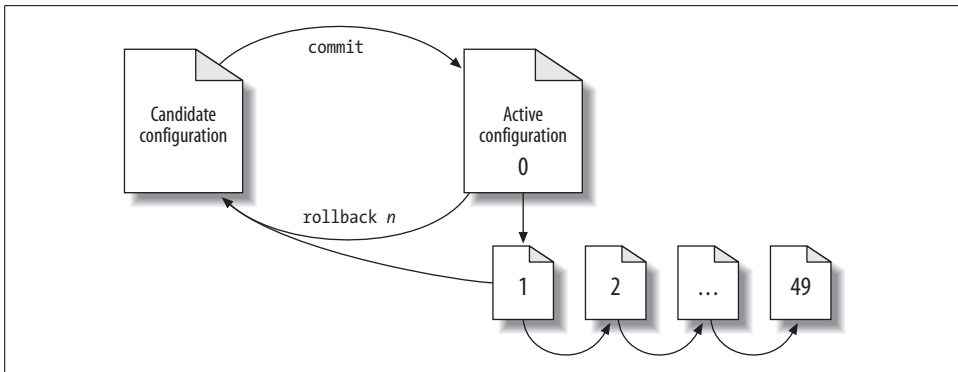 commit
Candidate
configuration
Active
configuration
0
rollback n
1
2
...
49